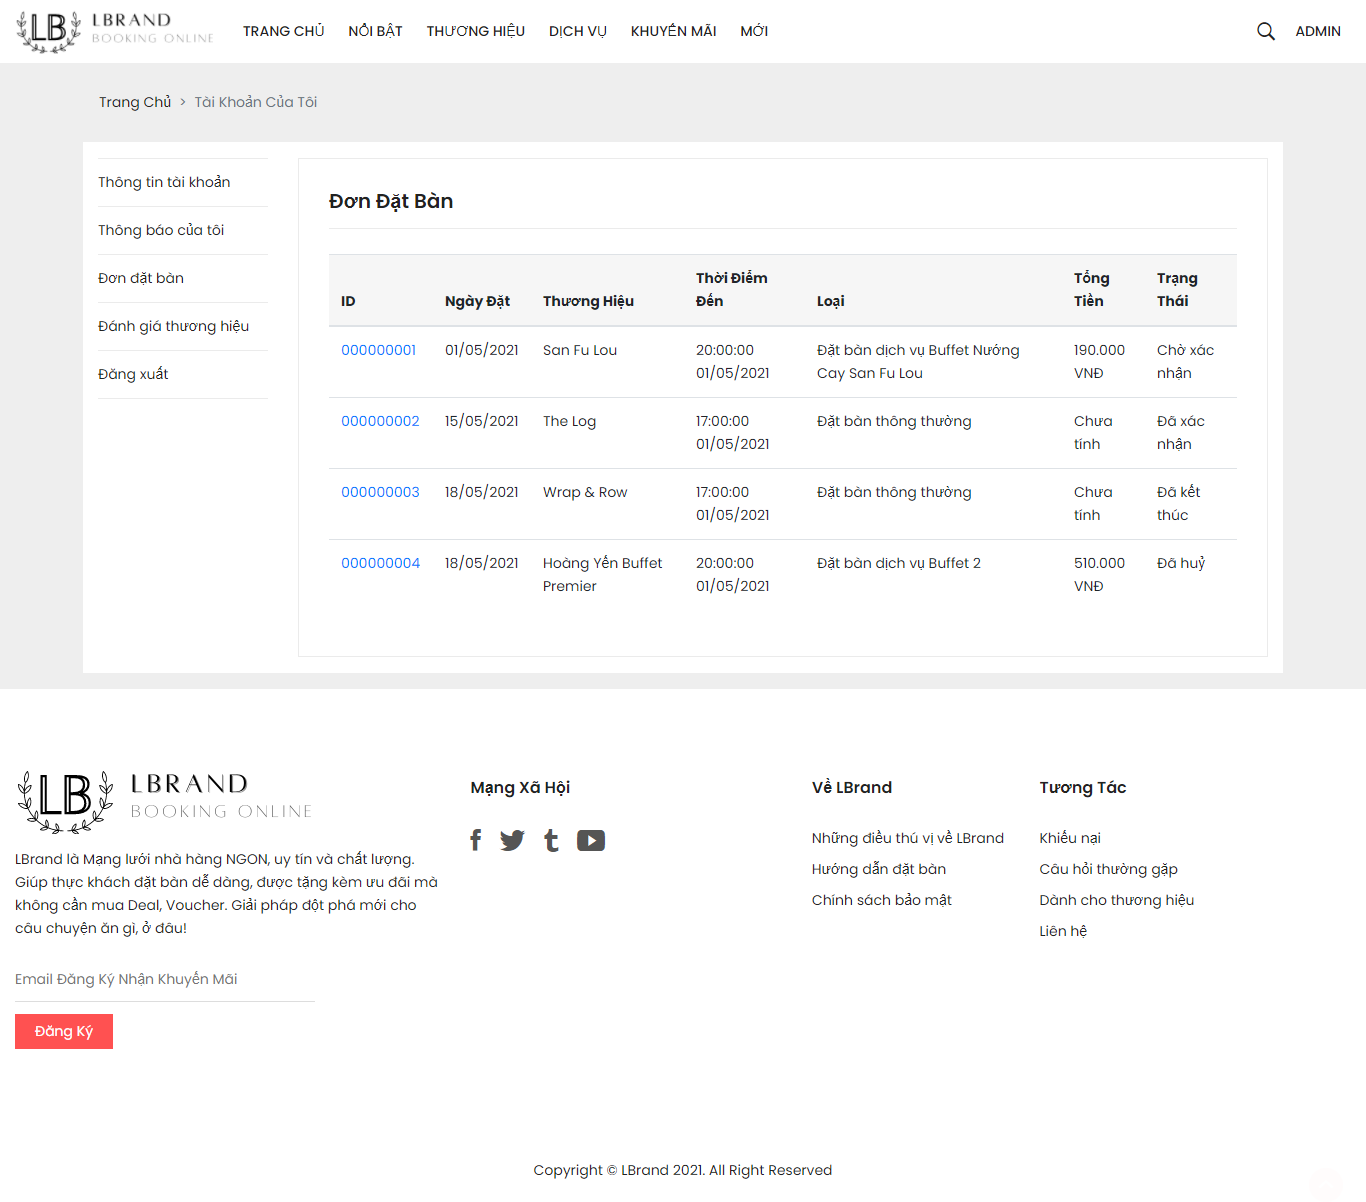 LB LBRAND
BOOKING ONLINE
TRANG CHỦ NỔI BẬT THƯƠNG HIỆU DỊCH VỤ KHUYẾN MÃI MỚI ADMIN
Trang Chủ > Tài Khoản Của Tôi
Thông tin tài khoản
Thông báo của tôi
Đơn đặt bàn
Đánh giá thương hiệu
Đăng xuất
Đơn Đặt Bàn
ID Ngày Đặt Thương Hiệu Thời Điểm Đến Loại Tổng Tiền Trạng Thái
000000001 01/05/2021 San Fu Lou 20:00:00 Đặt bàn dịch vụ Buffet Nướng 190.000 Chờ xác
01/05/2021 Cay San Fu Lou VNĐ nhận
000000002 15/05/2021 The Log 17:00:00 Đặt bàn thông thường Chưa Đã xác
01/05/2021 tính nhận
000000003 18/05/2021 Wrap & Row 17:00:00 Đặt bàn thông thường Chưa Đã kết
01/05/2021 tính thúc
000000004 18/05/2021 Hoàng Yến Buffet 20:00:00 Đặt bàn dịch vụ Buffet 2 510.000 Đã huỷ
Premier 01/05/2021 VNĐ
LB LBRAND
BOOKING ONLINE
LBrand là Mạng lưới nhà hàng NGON, uy tín và chất lượng.
Giúp thực khách đặt bàn dễ dàng, được tặng kèm ưu đãi mà
không cần mua Deal, Voucher. Giải pháp đột phá mới cho
câu chuyện ăn gì, ở đâu!
Email Đăng Ký Nhận Khuyến Mãi
Đăng Ký
Mạng Xã Hội
Về LBrand
Những điều thú vị về LBrand
Hướng dẫn đặt bàn
Chính sách bảo mật
Tương Tác
Khiếu nại
Câu hỏi thường gặp
Dành cho thương hiệu
Liên hệ
Copyright © LBrand 2021. All Right Reserved